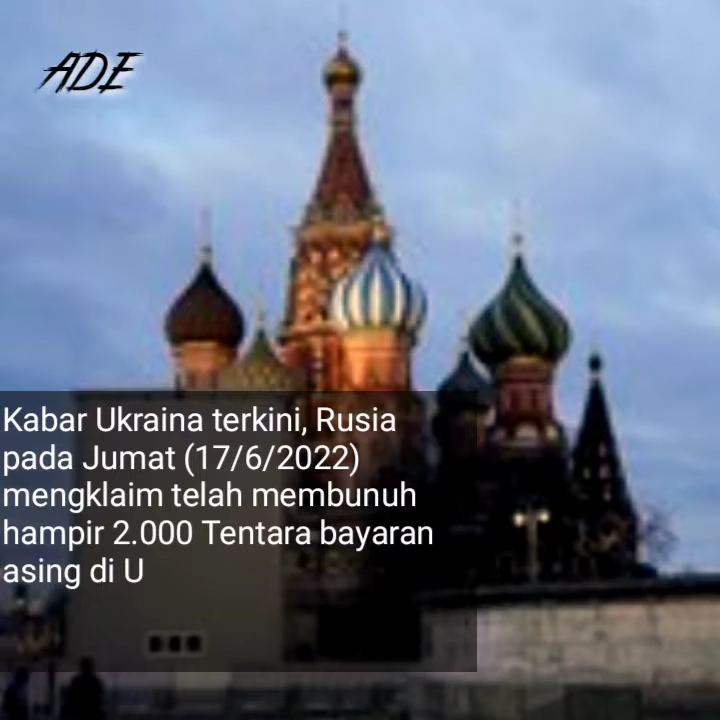 ADE
Kabar Ukraina terkini, Rusia
pada Jumat (17/6/2022)
mengklaim telah membunuh
hampir 2.000 Tentara bayaran
asing di U